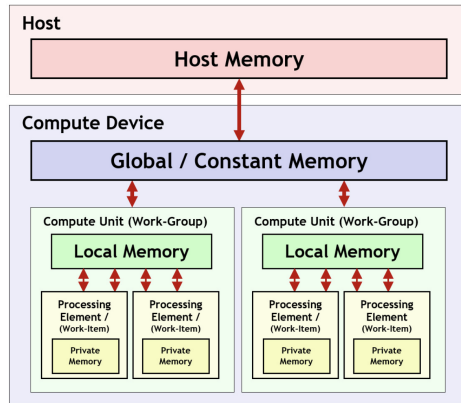 Host
Host Memory
Compute Device
Global / Constant Memory
Compute Unit (Work-Group)
Local Memory
Processing
Element /
(Work-Item)
Private
Memory
Processing
Element /
(Work-Item)
Private
Memory
Compute Unit (Work-Group)
Local Memory
Processing
Element /
(Work-Item)
Private
Memory
Processing
Element
(Work-Item)
Private
Memory